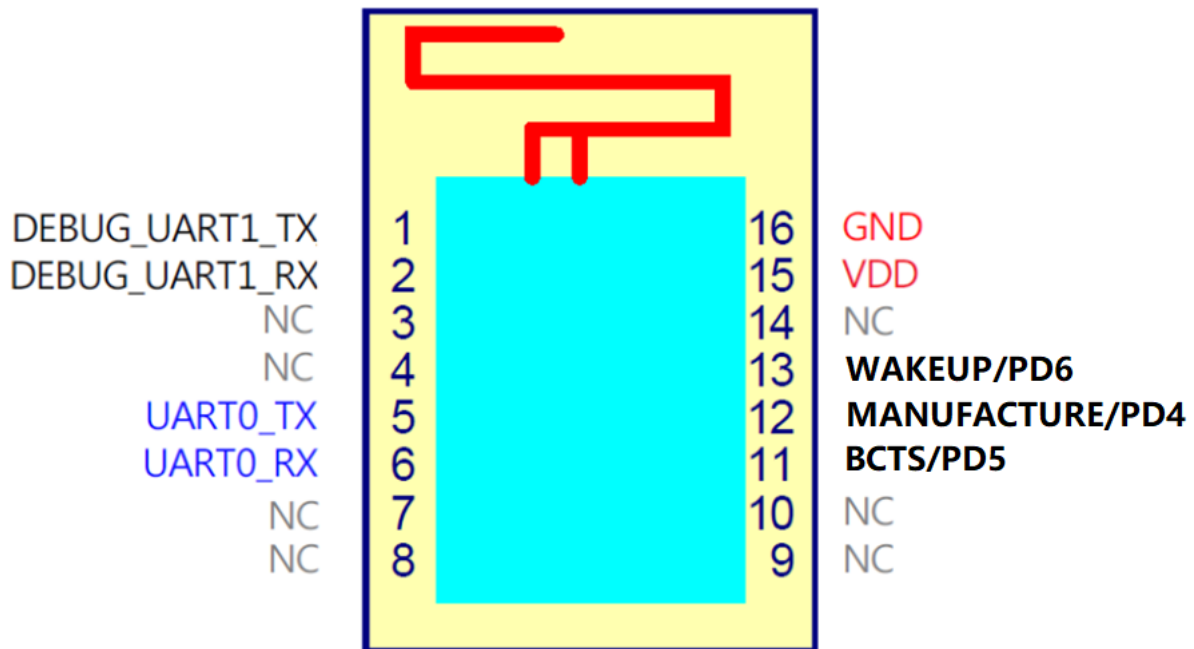 DEBUG_UART1_TX 1 16 GND
DEBUG_UART1_RX 2 15 VDD
NC 3 14 NC
NC 4 13 WAKEUP/PD6
UART0_TX 5 12 MANUFACTURE/PD4
UART0_RX 6 11 BCTS/PD5
NC 7 10 NC
NC 8 9 NC